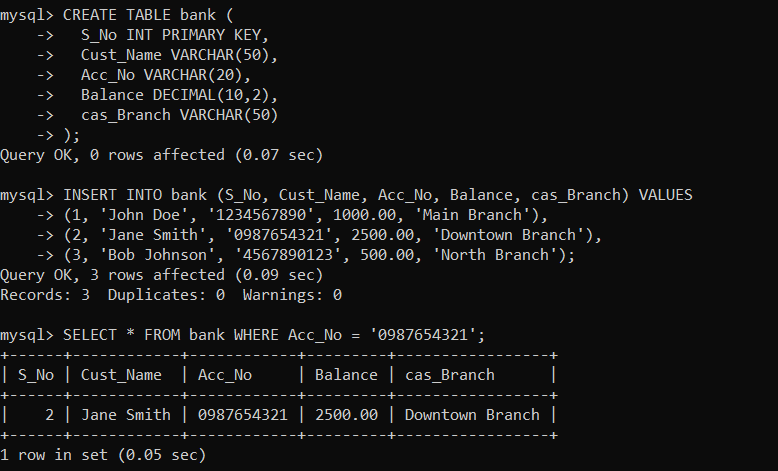 mysql> CREATE TABLE bank (
    ->   S_No INT PRIMARY KEY,
    ->   Cust_Name VARCHAR(50),
    ->   Acc_No VARCHAR(20),
    ->   Balance DECIMAL(10,2),
    ->   cas_Branch VARCHAR(50)
    -> );
Query OK, 0 rows affected (0.07 sec)

mysql> INSERT INTO bank (S_No, Cust_Name, Acc_No, Balance, cas_Branch) VALUES
    -> (1, 'John Doe', '1234567890', 1000.00, 'Main Branch'),
    -> (2, 'Jane Smith', '0987654321', 2500.00, 'Downtown Branch'),
    -> (3, 'Bob Johnson', '4567890123', 500.00, 'North Branch');
Query OK, 3 rows affected (0.09 sec)
Records: 3  Duplicates: 0  Warnings: 0

mysql> SELECT * FROM bank WHERE Acc_No = '0987654321';
+------+------------+------------+---------+-----------------+
| S_No | Cust_Name  | Acc_No     | Balance | cas_Branch      |
+------+------------+------------+---------+-----------------+
|    2 | Jane Smith | 0987654321 | 2500.00 | Downtown Branch |
+------+------------+------------+---------+-----------------+
1 row in set (0.05 sec)